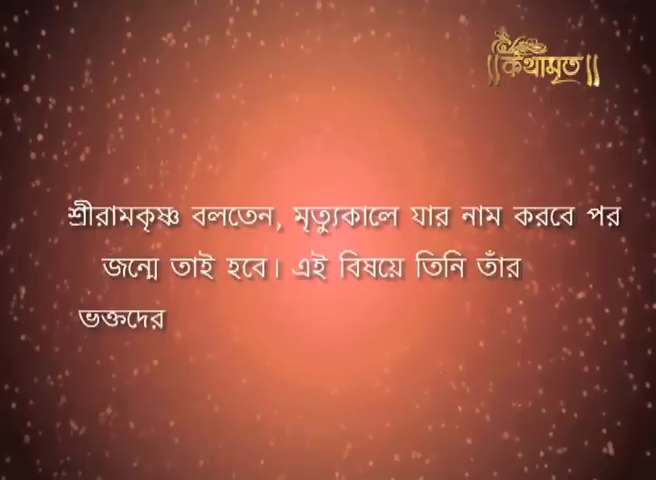 ॥কথামৃত॥
শ্রীরামকৃষ্ণ বলতেন, মৃত্যুকালে যার নাম করবে পর
জন্মে তাই হবে। এই বিষয়ে তিনি তাঁর
ভক্তদের